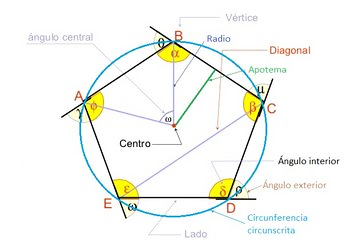 Vértice
B
θ
α
Radio
ángulo central
Diagonal
Apotema
A
ϕ
γ
ω
β
μ
C
Centro
Ángulo interior
ε
δ
ρ
Ángulo exterior
E
ω
D
Circunferencia
circunscrita
Lado